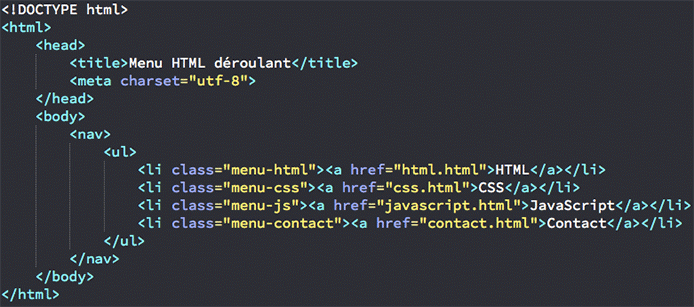 <!DOCTYPE html>
<html>
    <head>
        <title>Menu HTML déroulant</title>
        <meta charset="utf-8">
    </head>
    <body>
        <nav>
            <ul>
                <li class="menu-html"><a href="html.html">HTML</a></li>
                <li class="menu-css"><a href="css.html">CSS</a></li>
                <li class="menu-js"><a href="javascript.html">JavaScript</a></li>
                <li class="menu-contact"><a href="contact.html">Contact</a></li>
            </ul>
        </nav>
    </body>
</html>